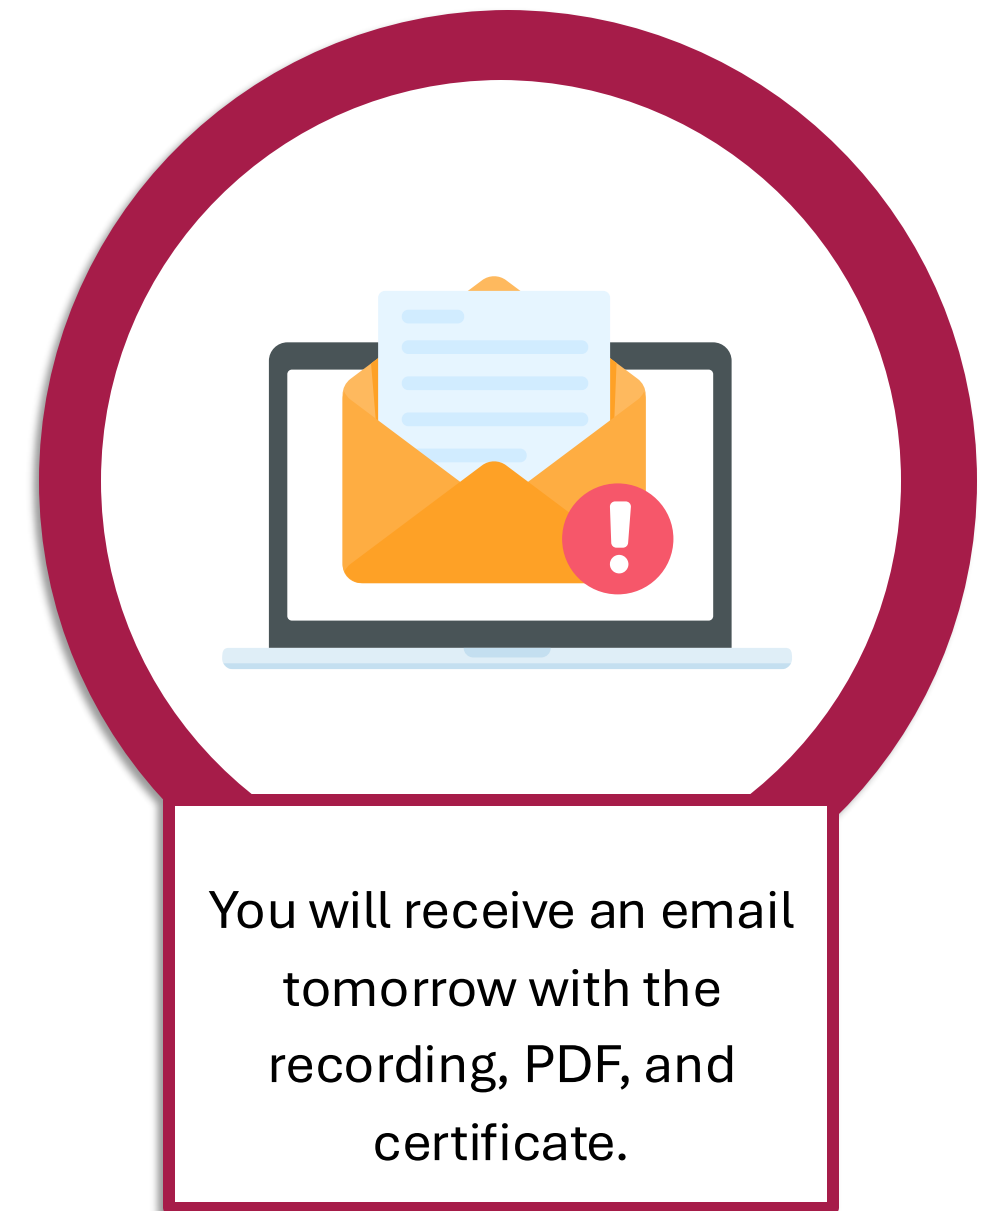 You will receive an email
tomorrow with the
recording, PDF, and
certificate.